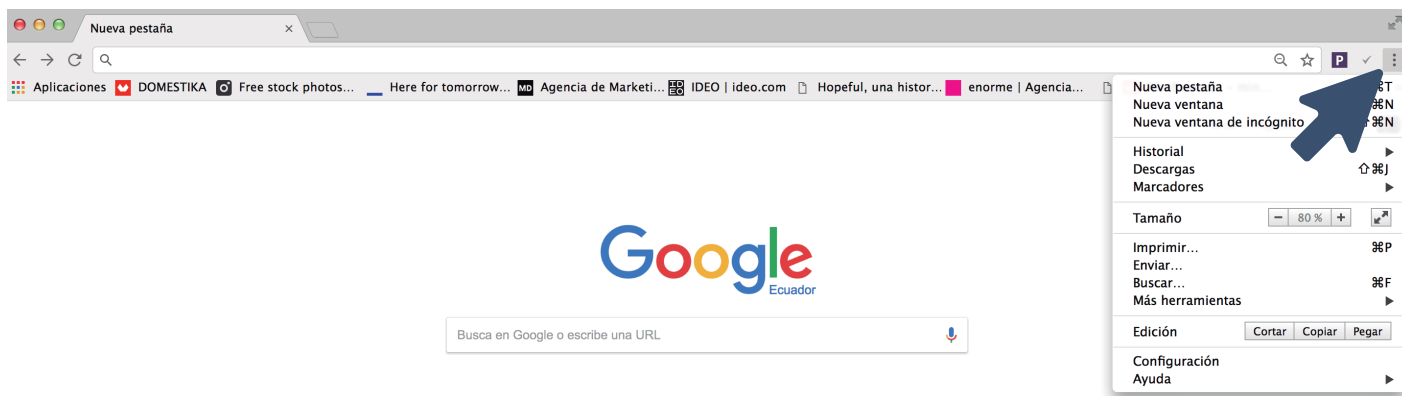 Nueva pestaña
Aplicaciones DOMESTIKA Free stock photos... Here for tomorrow... MD Agencia de Marketi... IDEO IDEO | ideo.com Hopeful, una histor... enorme | Agencia...
P
Nueva pestaña ⌘T
Nueva ventana ⌘N
Nueva ventana de incógnito ⌘N
Historial
Descargas ⇧⌘J
Marcadores
Tamaño − 80 % +
Imprimir... ⌘P
Enviar...
Buscar... ⌘F
Más herramientas
Edición Cortar Copiar Pegar
Configuración
Ayuda
Google
Ecuador
Busca en Google o escribe una URL